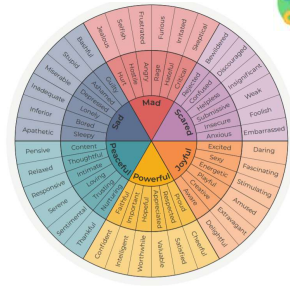 Mad
Scared
Joyful
Powerful
Peaceful
Sad
Hurt
Hostile
Angry
Rage
Hateful
Critical
Rejected
Confused
Helpless
Submissive
Insecure
Anxious
Excited
Sexy
Energetic
Playful
Creative
Aware
Proud
Respected
Appreciated
Hopeful
Important
Faithful
Nurturing
Trusting
Loving
Intimate
Thoughtful
Content
Sleepy
Bored
Lonely
Depressed
Ashamed
Guilty
Jealous
Selfish
Frustrated
Furious
Irritated
Skeptical
Bewildered
Discouraged
Insignificant
Weak
Foolish
Embarrassed
Daring
Fascinating
Stimulating
Amused
Extravagant
Delightful
Cheerful
Satisfied
Valuable
Worthwhile
Intelligent
Confident
Thankful
Sentimental
Serene
Responsive
Relaxed
Pensive
Apathetic
Inferior
Inadequate
Miserable
Stupid
Bashful